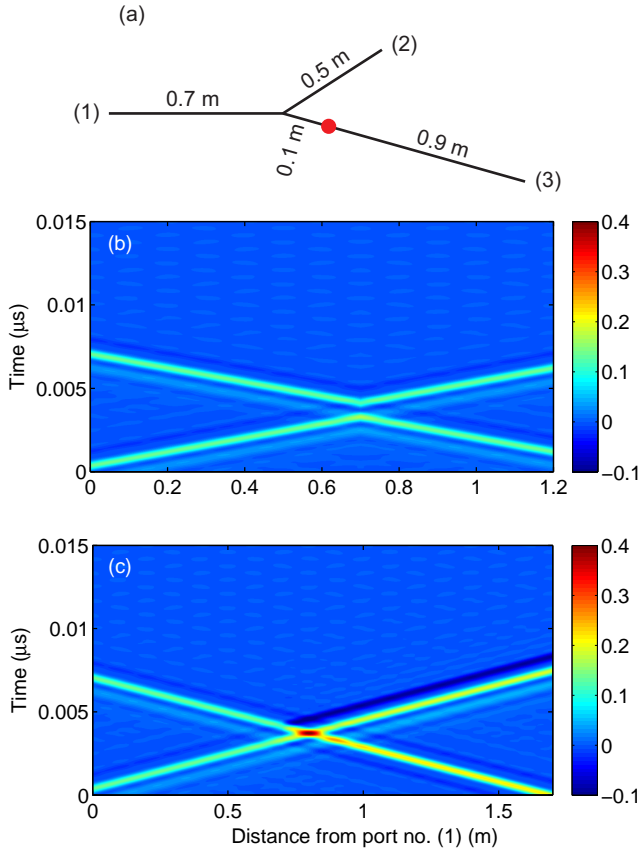 (a)
(1)
0.7 m
0.5 m
(2)
0.1 m
0.9 m
(3)
(b)
Time (μs)
0.015
0.01
0.005
0
0 0.2 0.4 0.6 0.8 1 1.2
0.4
0.3
0.2
0.1
0
−0.1
(c)
Time (μs)
0.015
0.01
0.005
0
0 0.5 1 1.5
0.4
0.3
0.2
0.1
0
−0.1
Distance from port no. (1) (m)